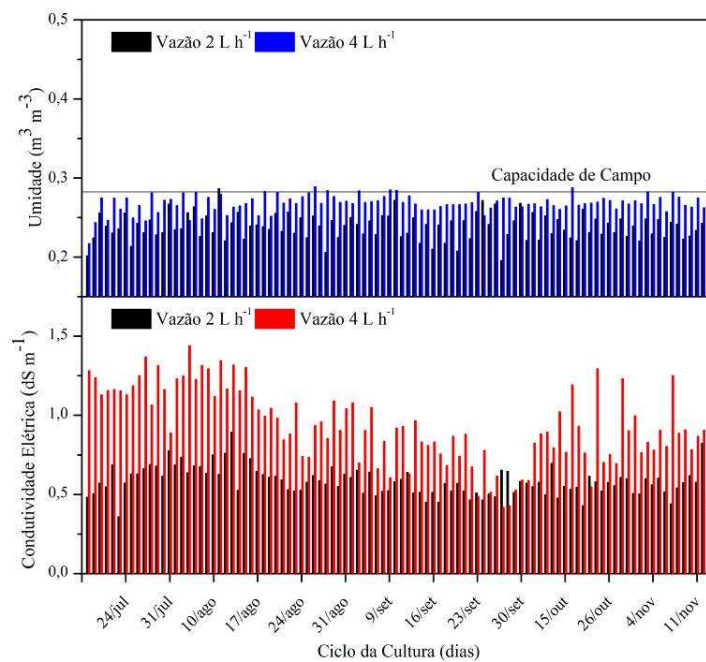 0,5
Vazão 2 L h⁻¹ Vazão 4 L h⁻¹
0,4
Umidade (m³ m⁻³)
0,3
Capacidade de Campo
0,2
Vazão 2 L h⁻¹ Vazão 4 L h⁻¹
1,5
Condutividade Elétrica (dS m⁻¹)
1,0
0,5
0,0
24/jul 31/jul 10/ago 17/ago 24/ago 31/ago 9/set 16/set 23/set 30/set 15/out 26/out 4/nov 11/nov
Ciclo da Cultura (dias)